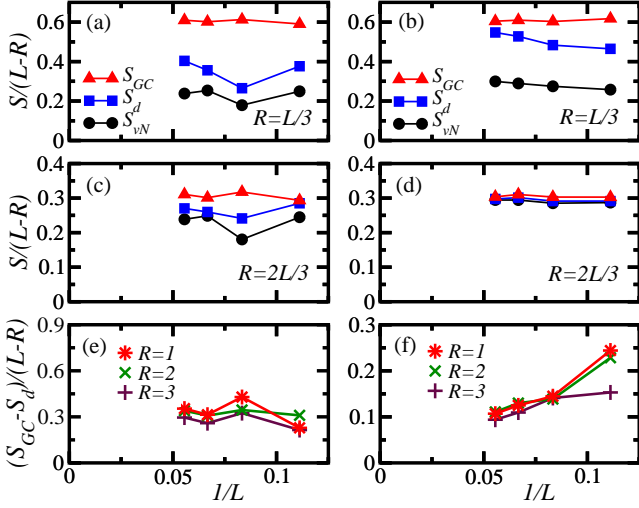 (a)
S/(L-R)
0.6
0.4
0.2
0
S_GC
S_d
S_vN
R=L/3
(b)
0.6
0.4
0.2
0
S_GC
S_d
S_vN
R=L/3
(c)
S/(L-R)
0.4
0.3
0.2
0.1
0
R=2L/3
(d)
0.4
0.3
0.2
0.1
0
R=2L/3
(e)
(S_GC-S_d)/(L-R)
0.9
0.6
0.3
0
R=1
R=2
R=3
0 0.05 0.1
1/L
(f)
0.3
0.2
0.1
0
R=1
R=2
R=3
0 0.05 0.1
1/L